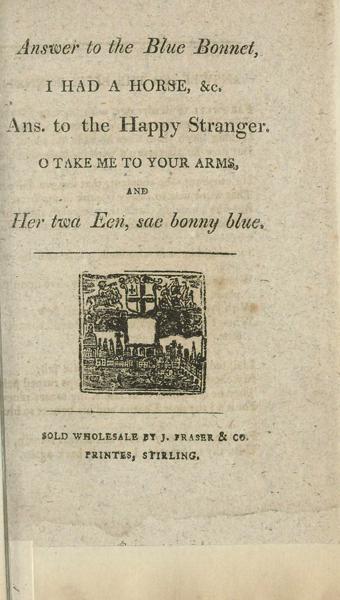 Answer to the Blue Bonnet,
I HAD A HORSE, &c.
Ans. to the Happy Stranger.
O TAKE ME TO YOUR ARMS,
AND
Her twa Een, sae bonny blue.
SOLD WHOLESALE BY J. FRASER & CO.
PRINTES, STIRLING.